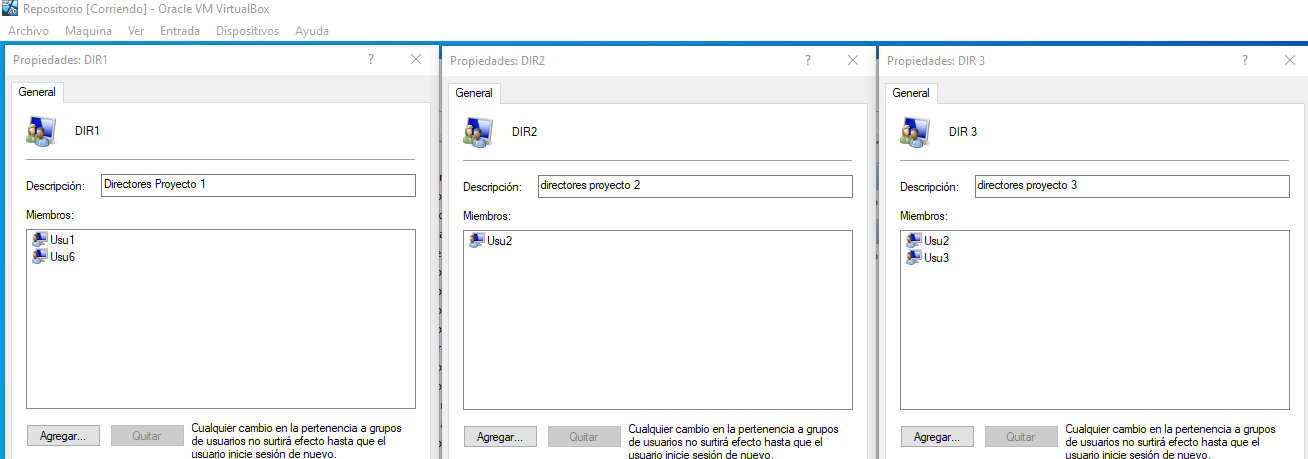 Repositorio [Corriendo] - Oracle VM VirtualBox
Archivo Máquina Ver Entrada Dispositivos Ayuda
Propiedades: DIR1 ? ×
General
DIR1
Descripción: Directores Proyecto 1
Miembros:
Usu1
Usu6
Agregar... Quitar
Cualquier cambio en la pertenencia a grupos
de usuarios no surtirá efecto hasta que el
usuario inicie sesión de nuevo.
Propiedades: DIR2 ? ×
General
DIR2
Descripción: directores proyecto 2
Miembros:
Usu2
Agregar... Quitar
Cualquier cambio en la pertenencia a grupos
de usuarios no surtirá efecto hasta que el
usuario inicie sesión de nuevo.
Propiedades: DIR 3 ? ×
General
DIR 3
Descripción: directores proyecto 3
Miembros:
Usu2
Usu3
Agregar... Quitar
Cualquier cambio en la pertenencia a grupos
de usuarios no surtirá efecto hasta que el
usuario inicie sesión de nuevo.